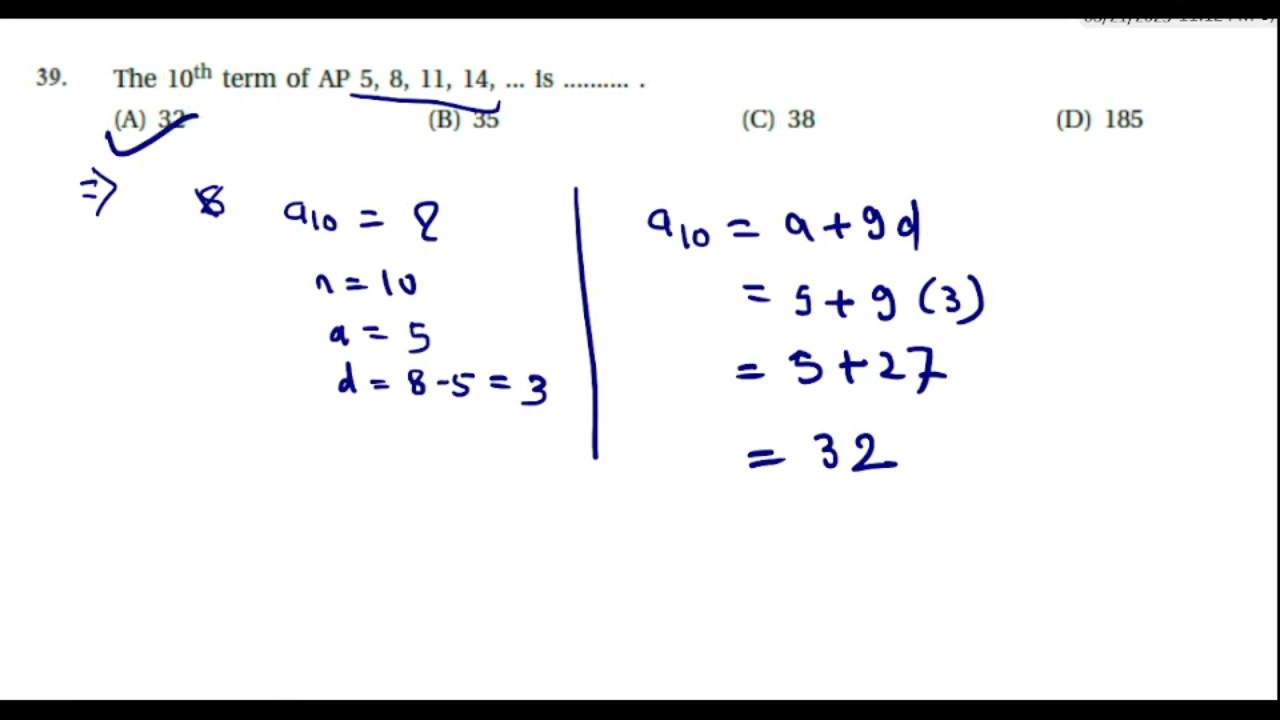 39. The 10th term of AP 5, 8, 11, 14, ... is .......... .
(A) 32 (B) 35 (C) 38 (D) 185
⇒ a10 = ?
n = 10
a = 5
d = 8 - 5 = 3
a10 = a + 9d
= 5 + 9 (3)
= 5 + 27
= 32